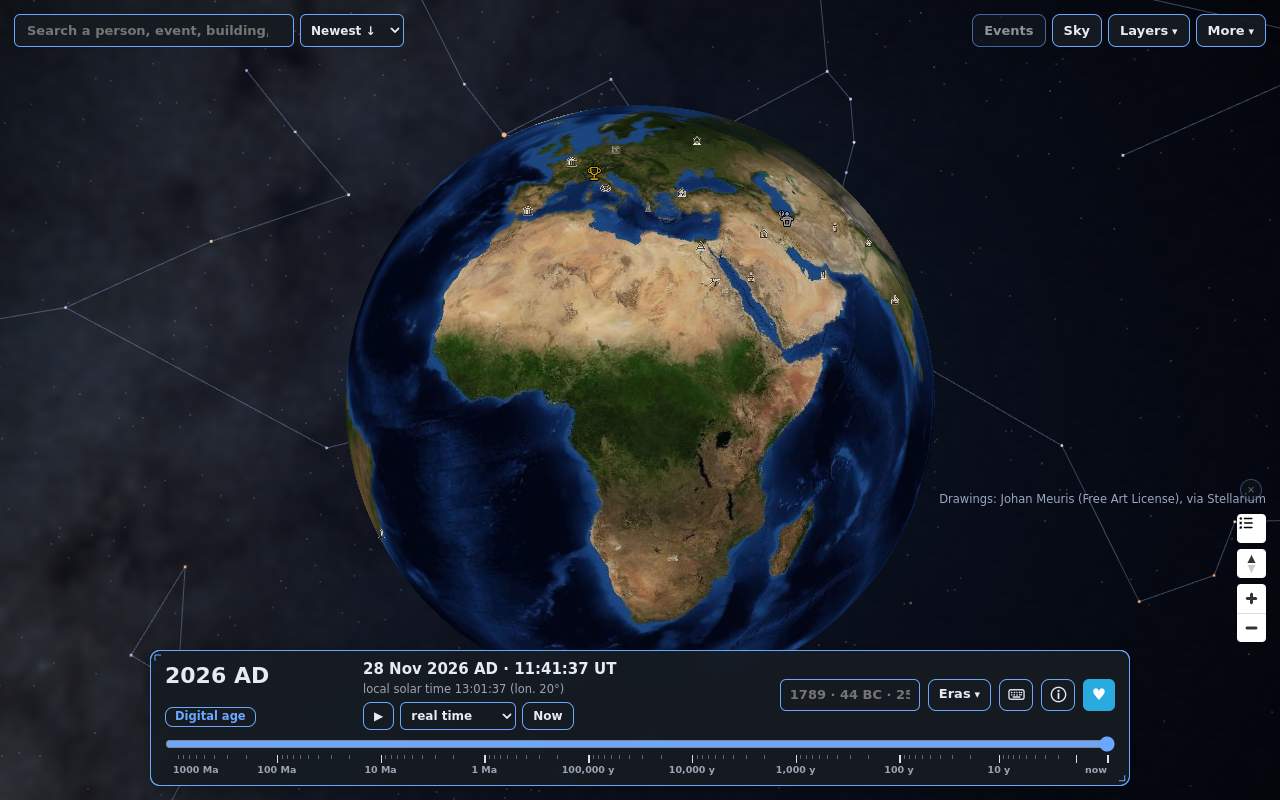 Search a person, event, building,
Newest ↓
Events
Sky
Layers ▾
More ▾
Drawings: Johan Meuris (Free Art License), via Stellarium
2026 AD
Digital age
28 Nov 2026 AD · 11:41:37 UT
local solar time 13:01:37 (lon. 20°)
real time
Now
1789 · 44 BC · 25
Eras ▾
1000 Ma
100 Ma
10 Ma
1 Ma
100,000 y
10,000 y
1,000 y
100 y
10 y
now